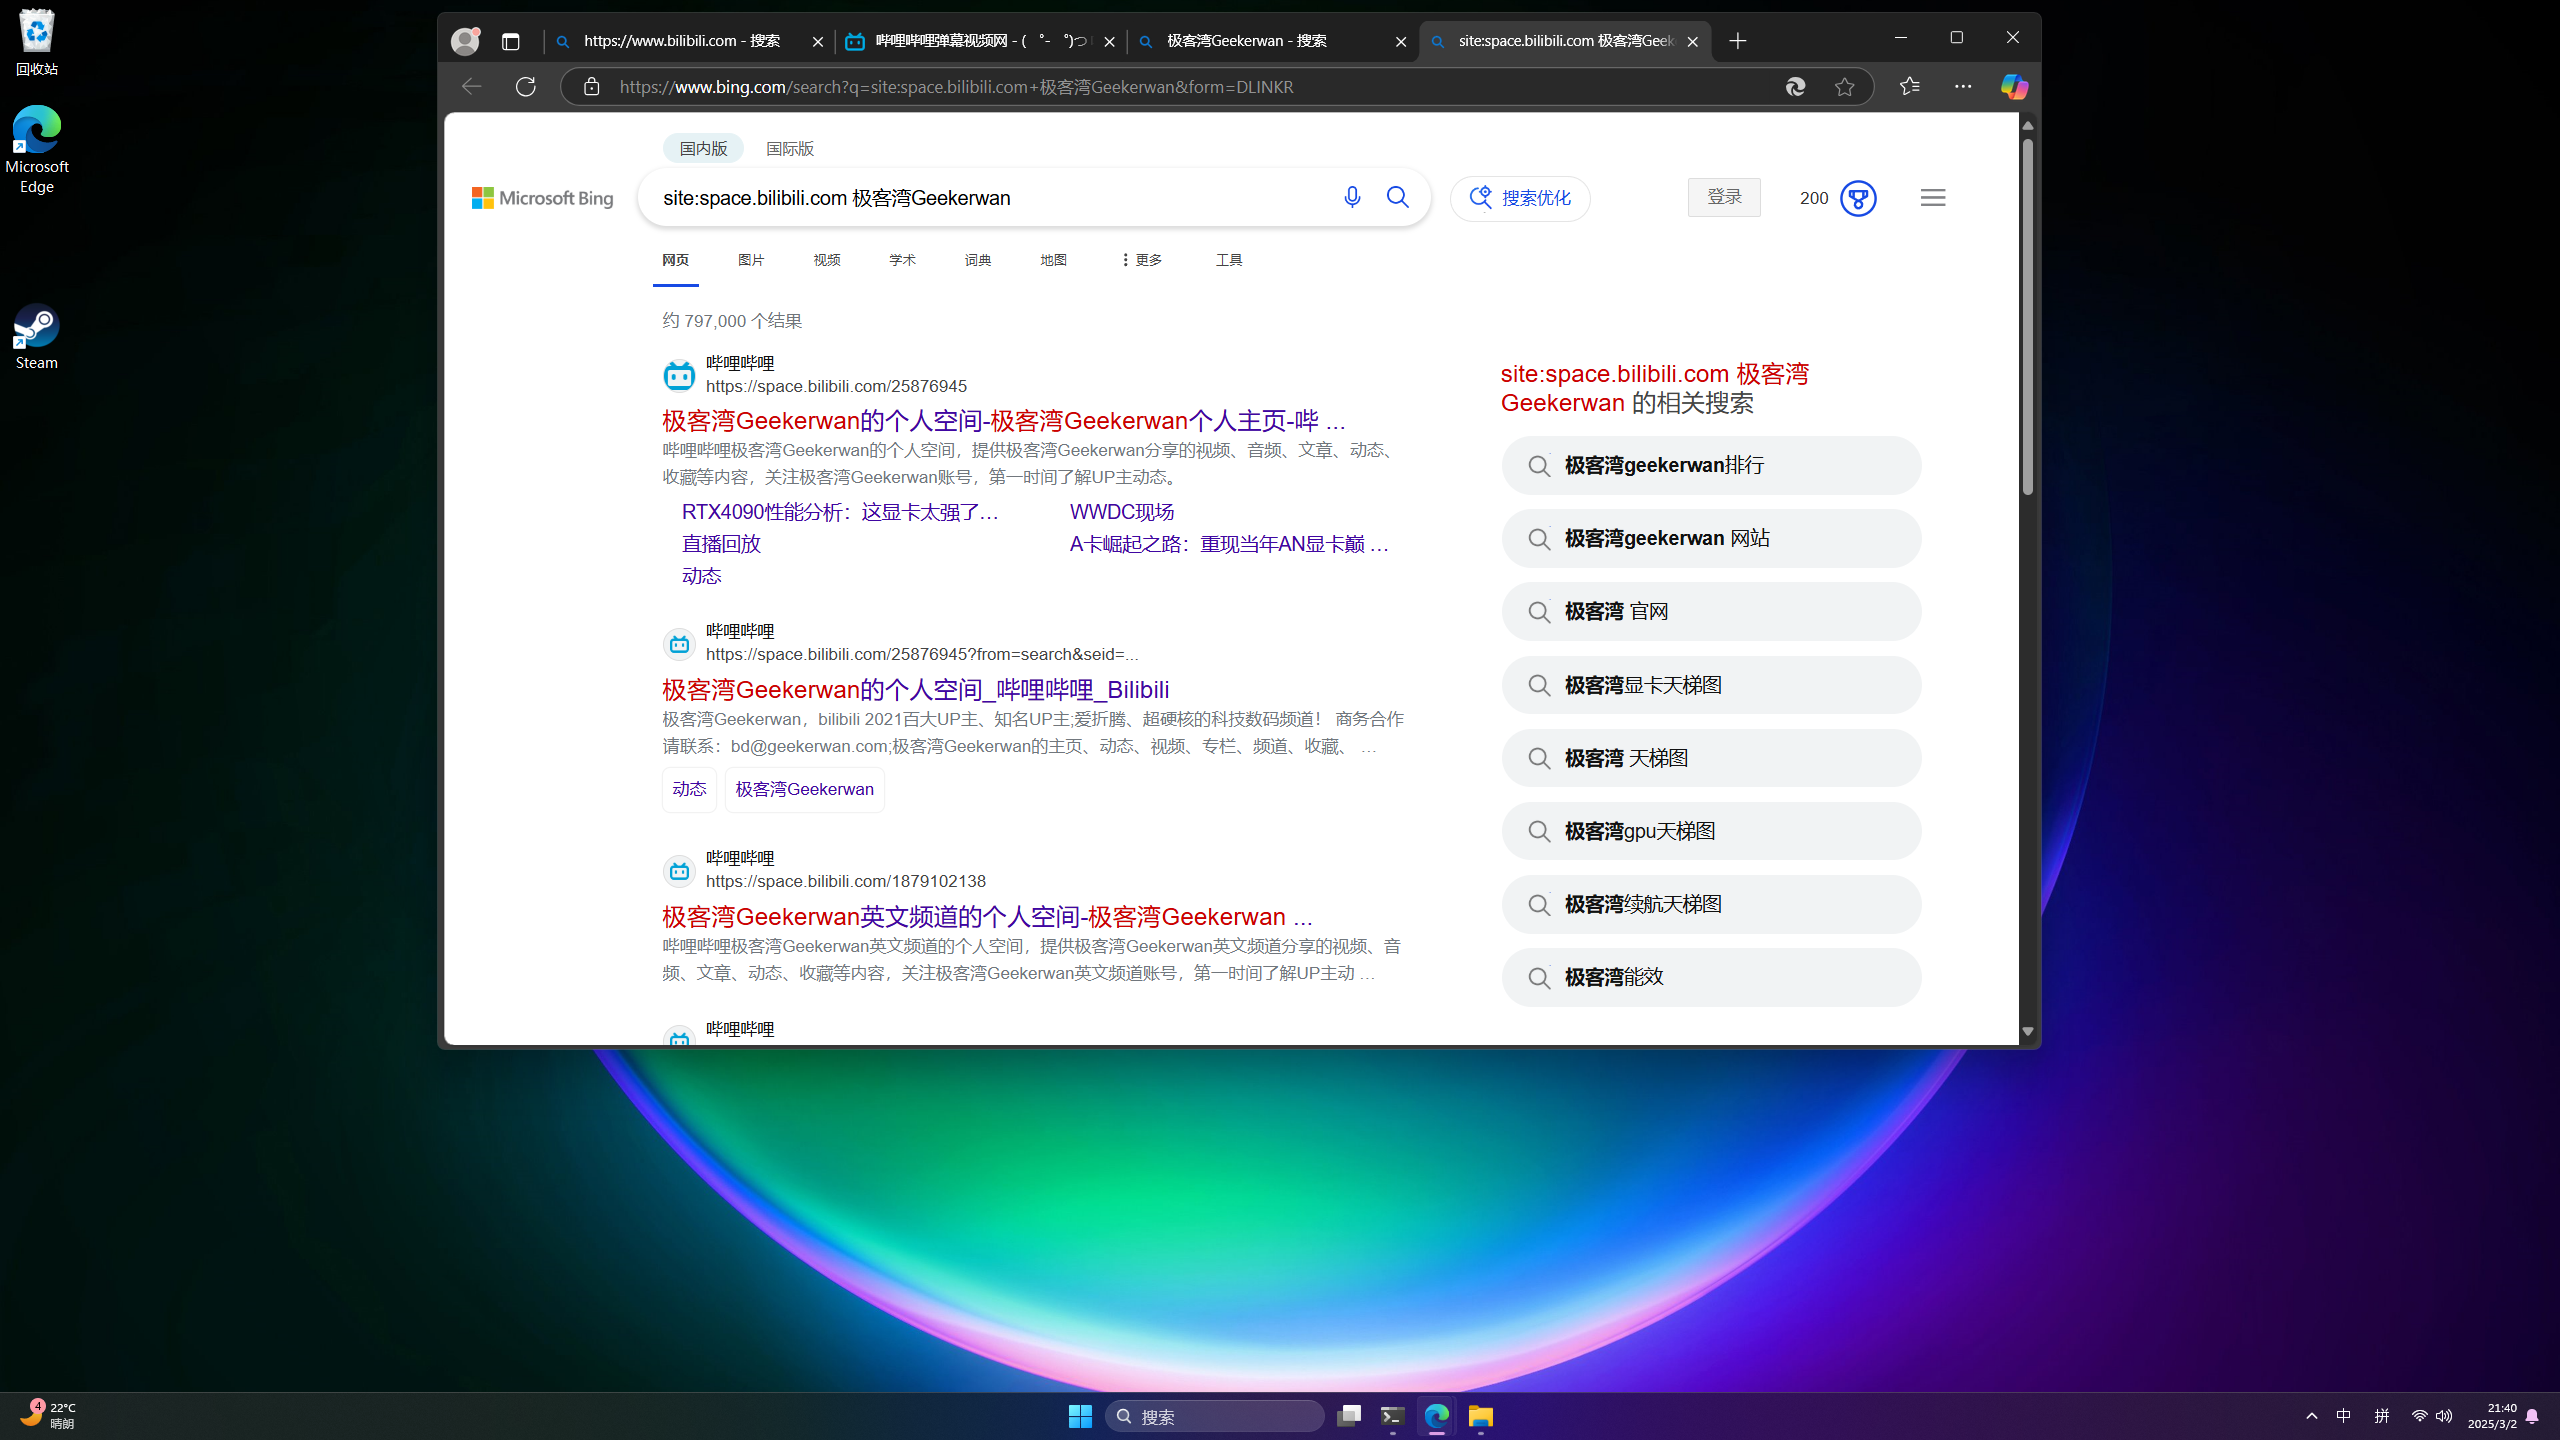 回收站
Microsoft
Edge
Steam
https://www.bilibili.com - 搜索
哔哩哔哩弹幕视频网 - ( ゜- ゜)つ
极客湾Geekerwan - 搜索
site:space.bilibili.com 极客湾Geek
https://www.bing.com/search?q=site:space.bilibili.com+极客湾Geekerwan&form=DLINKR
国内版
国际版
Microsoft Bing
site:space.bilibili.com 极客湾Geekerwan
搜索优化
登录
200
网页
图片
视频
学术
词典
地图
更多
工具
约 797,000 个结果
哔哩哔哩
https://space.bilibili.com/25876945
极客湾Geekerwan的个人空间-极客湾Geekerwan个人主页-哔 ...
哔哩哔哩极客湾Geekerwan的个人空间，提供极客湾Geekerwan分享的视频、音频、文章、动态、
收藏等内容，关注极客湾Geekerwan账号，第一时间了解UP主动态。
RTX4090性能分析：这显卡太强了…
WWDC现场
直播回放
A卡崛起之路：重现当年AN显卡巅 …
动态
哔哩哔哩
https://space.bilibili.com/25876945?from=search&seid=...
极客湾Geekerwan的个人空间_哔哩哔哩_Bilibili
极客湾Geekerwan，bilibili 2021百大UP主、知名UP主;爱折腾、超硬核的科技数码频道！ 商务合作
请联系：bd@geekerwan.com;极客湾Geekerwan的主页、动态、视频、专栏、频道、收藏、 …
动态
极客湾Geekerwan
哔哩哔哩
https://space.bilibili.com/1879102138
极客湾Geekerwan英文频道的个人空间-极客湾Geekerwan ...
哔哩哔哩极客湾Geekerwan英文频道的个人空间，提供极客湾Geekerwan英文频道分享的视频、音
频、文章、动态、收藏等内容，关注极客湾Geekerwan英文频道账号，第一时间了解UP主动 …
哔哩哔哩
site:space.bilibili.com 极客湾
Geekerwan 的相关搜索
极客湾geekerwan排行
极客湾geekerwan 网站
极客湾 官网
极客湾显卡天梯图
极客湾 天梯图
极客湾gpu天梯图
极客湾续航天梯图
极客湾能效
4
22°C
晴朗
搜索
中
拼
21:40
2025/3/2